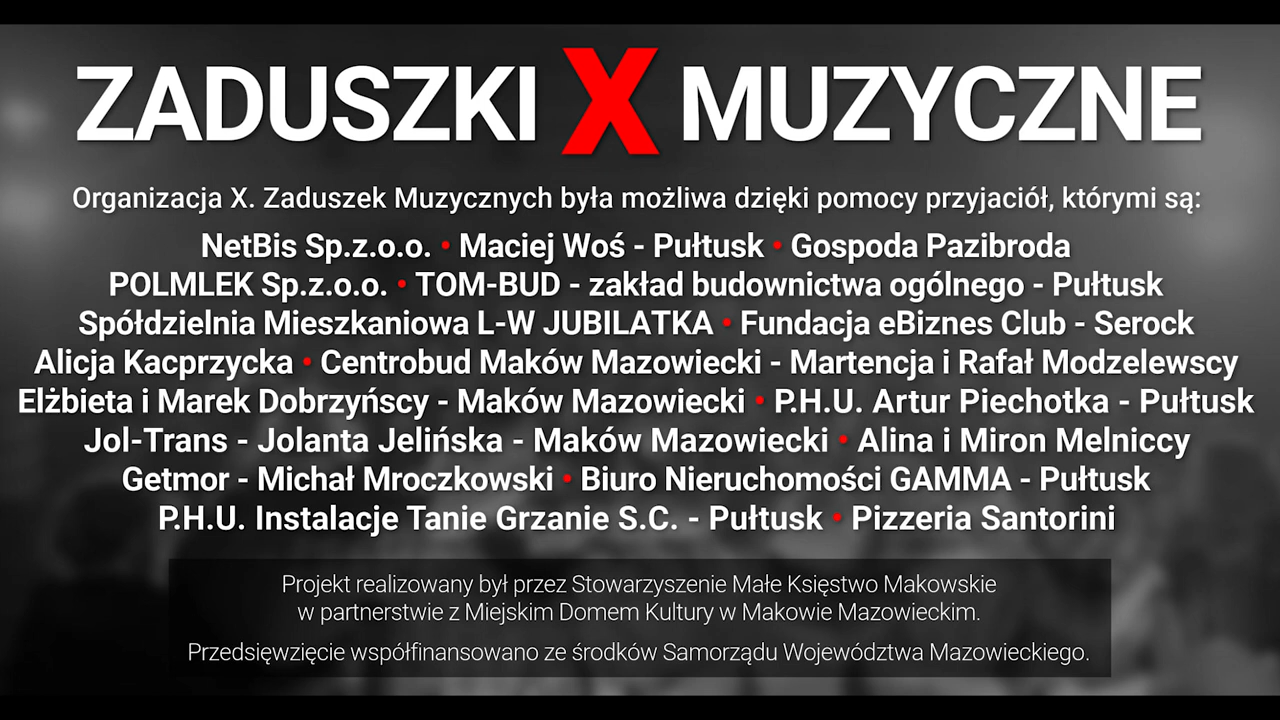 ZADUSZKI X MUZYCZNE
Organizacja X. Zaduszek Muzycznych była możliwa dzięki pomocy przyjaciół, którymi są:
NetBis Sp.z.o.o. • Maciej Woś - Pułtusk • Gospoda Pazibroda
POLMLEK Sp.z.o.o. • TOM-BUD - zakład budownictwa ogólnego - Pułtusk
Spółdzielnia Mieszkaniowa L-W JUBILATKA • Fundacja eBiznes Club - Serock
Alicja Kacprzycka • Centrobud Maków Mazowiecki - Martencja i Rafał Modzelewscy
Elżbieta i Marek Dobrzyńscy - Maków Mazowiecki • P.H.U. Artur Piechotka - Pułtusk
Jol-Trans - Jolanta Jelińska - Maków Mazowiecki • Alina i Miron Melniccy
Getmor - Michał Mroczkowski • Biuro Nieruchomości GAMMA - Pułtusk
P.H.U. Instalacje Tanie Grzanie S.C. - Pułtusk • Pizzeria Santorini
Projekt realizowany był przez Stowarzyszenie Małe Księstwo Makowskie
w partnerstwie z Miejskim Domem Kultury w Makowie Mazowieckim.
Przedsięwzięcie współfinansowano ze środków Samorządu Województwa Mazowieckiego.